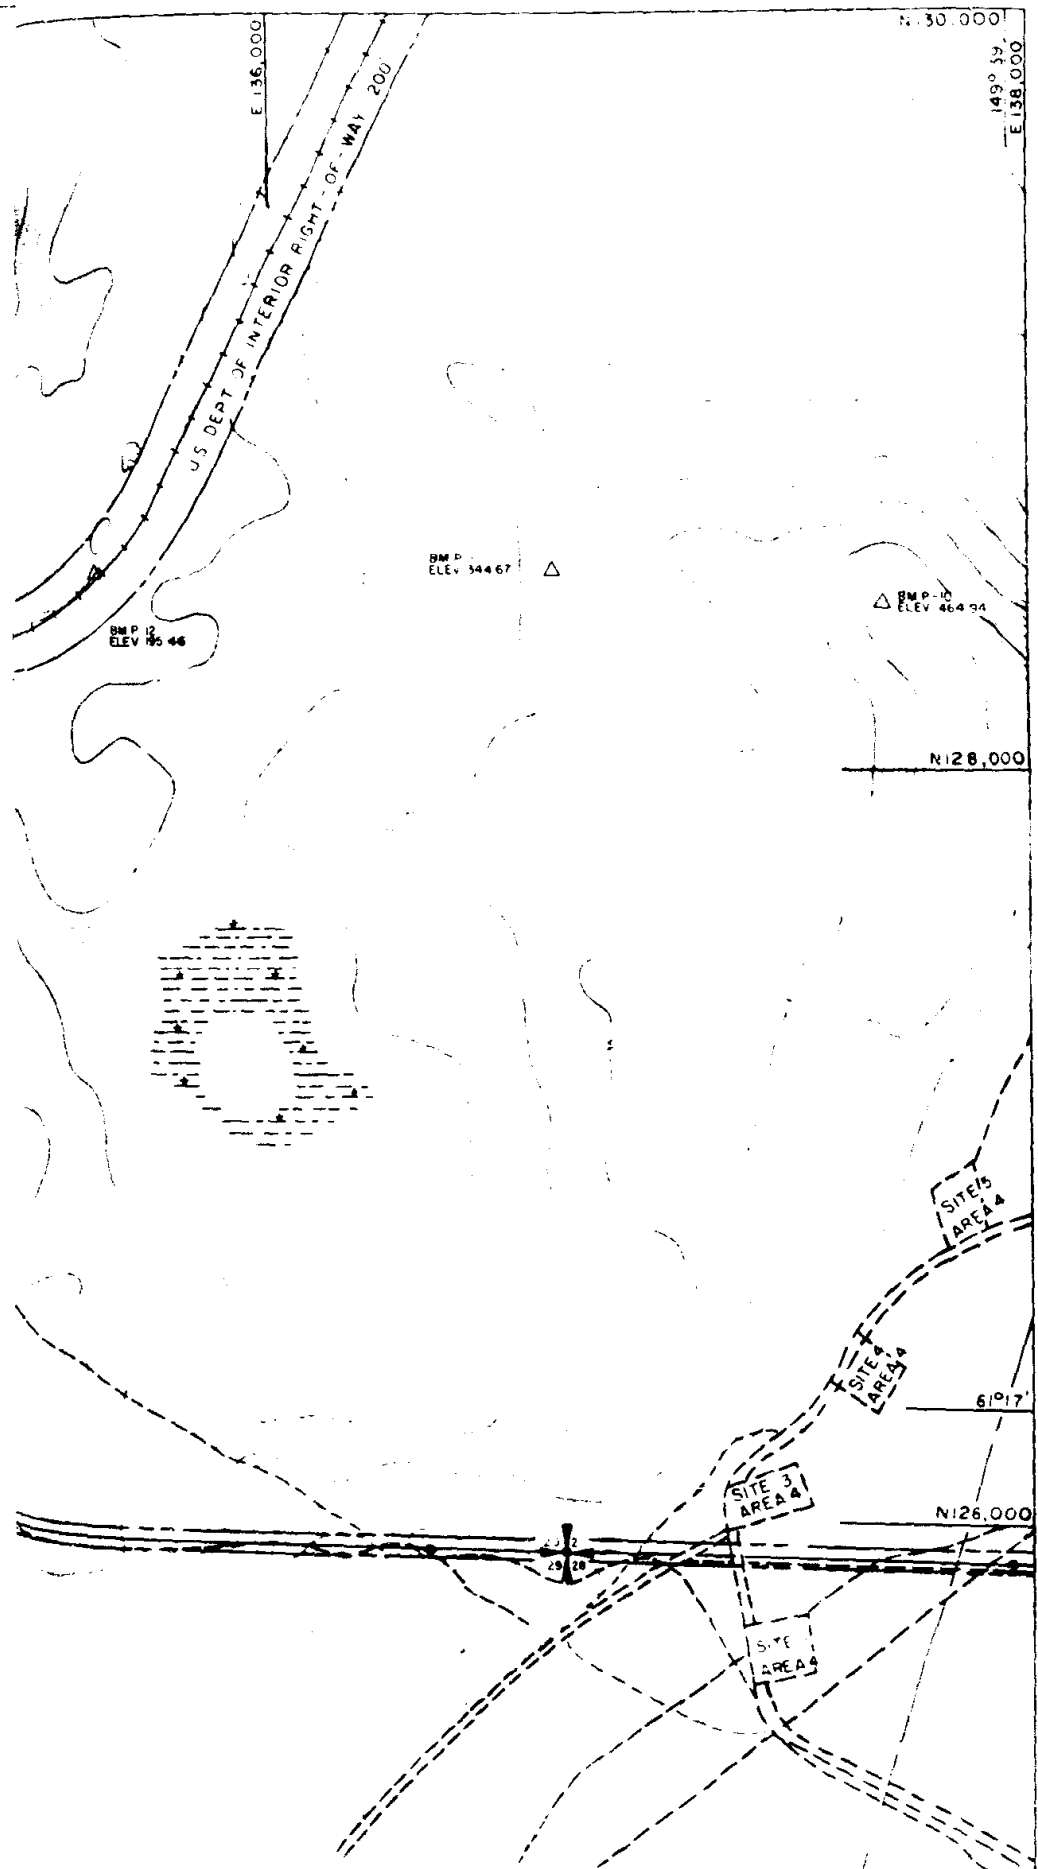 N 130,000
E 136,000
149° 59'
E 138,000
US DEPT OF INTERIOR RIGHT-OF-WAY 200'
BM P
ELEV 344.67
BM P-10
ELEV 464.94
BM P 12
ELEV 195.46
N128,000
SITE 5
AREA 4
SITE 4
AREA 4
61°17'
SITE 3
AREA 4
N126,000
29 28
SITE
AREA 4